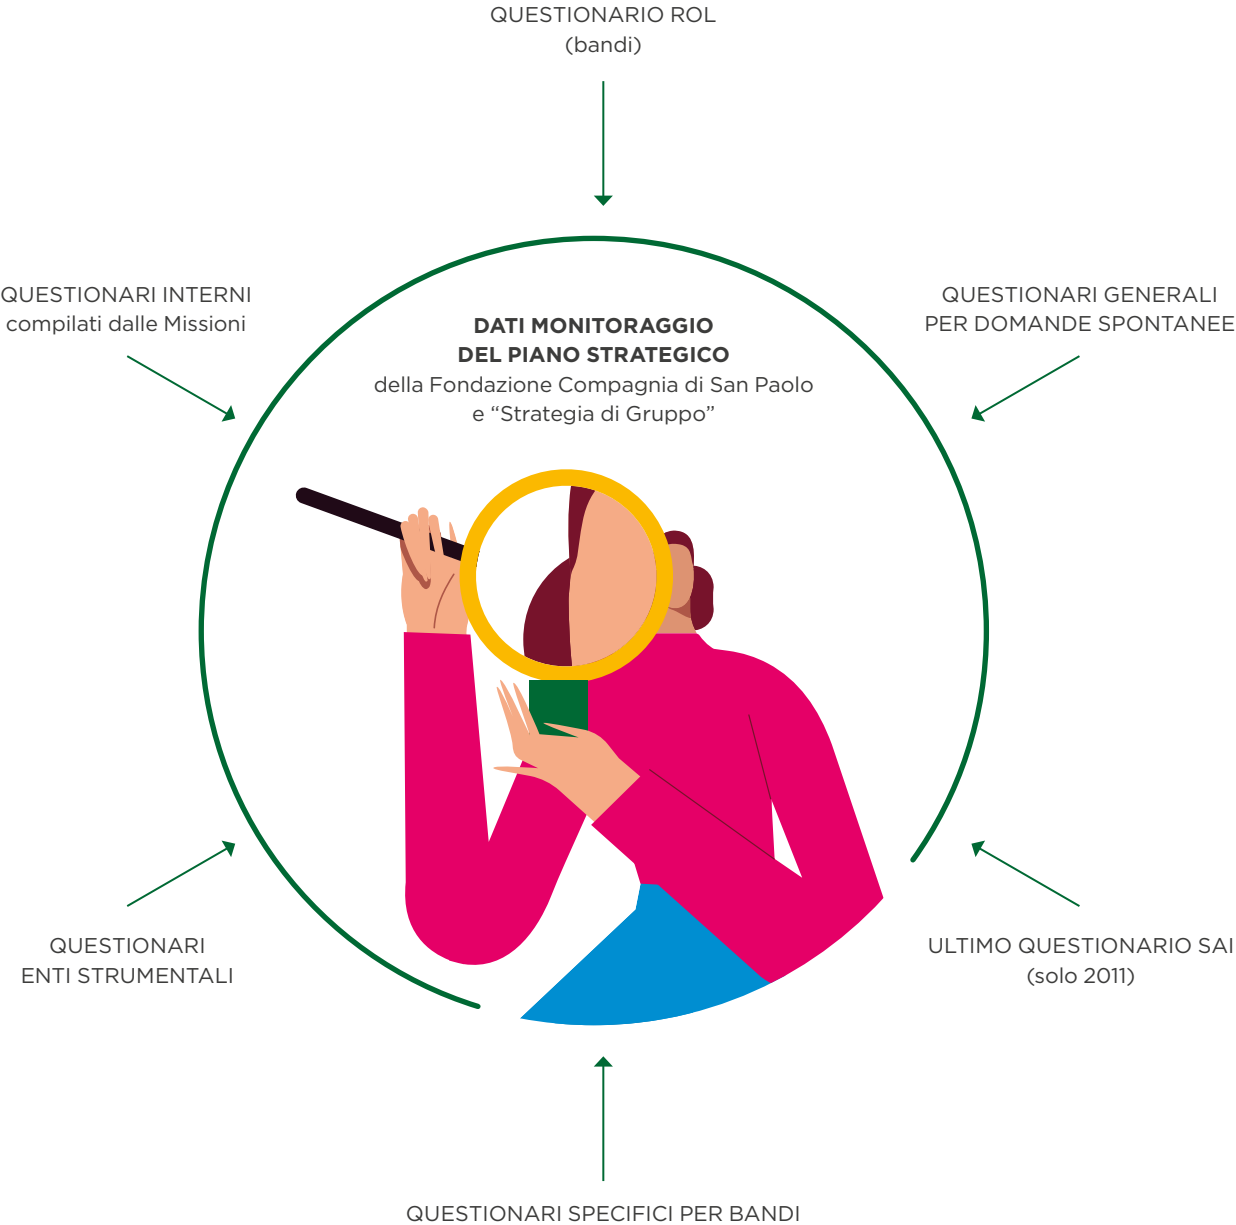 QUESTIONARIO ROL
(bandi)
QUESTIONARI INTERNI
compilati dalle Missioni
QUESTIONARI GENERALI
PER DOMANDE SPONTANEE
DATI MONITORAGGIO
DEL PIANO STRATEGICO
della Fondazione Compagnia di San Paolo
e “Strategia di Gruppo”
QUESTIONARI
ENTI STRUMENTALI
ULTIMO QUESTIONARIO SAI
(solo 2011)
QUESTIONARI SPECIFICI PER BANDI